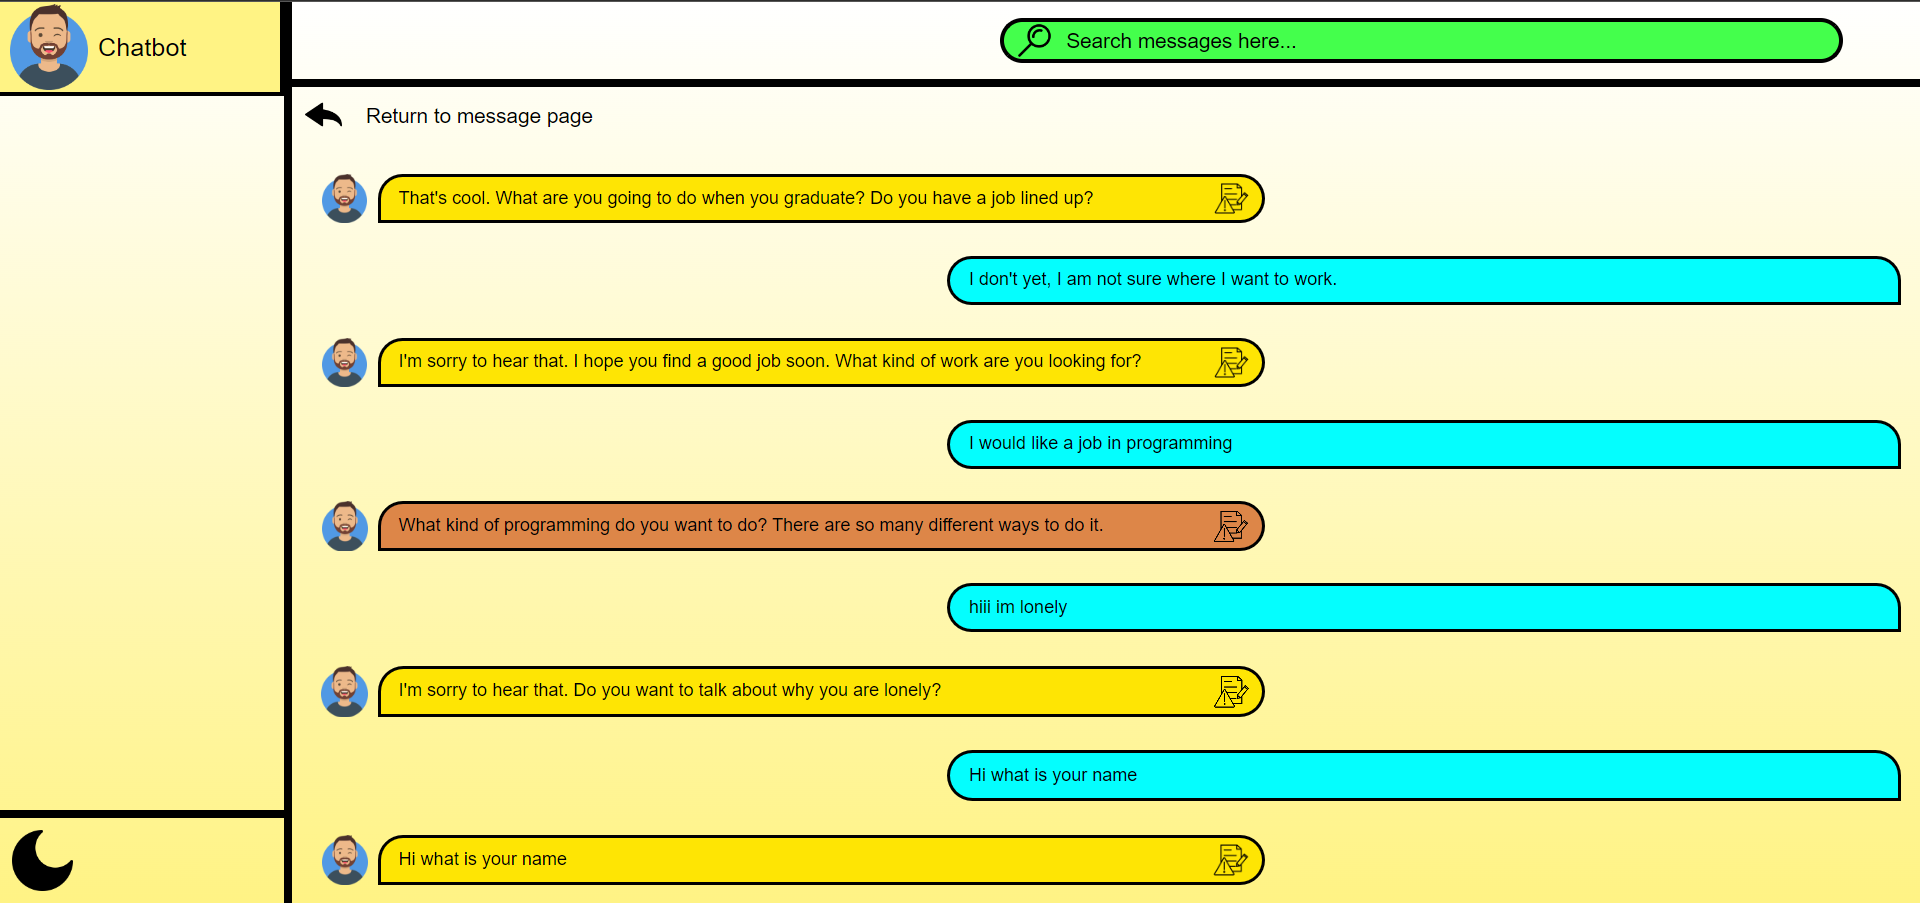 Chatbot
Search messages here...
Return to message page
That's cool. What are you going to do when you graduate? Do you have a job lined up?
I don't yet, I am not sure where I want to work.
I'm sorry to hear that. I hope you find a good job soon. What kind of work are you looking for?
I would like a job in programming
What kind of programming do you want to do? There are so many different ways to do it.
hiii im lonely
I'm sorry to hear that. Do you want to talk about why you are lonely?
Hi what is your name
Hi what is your name